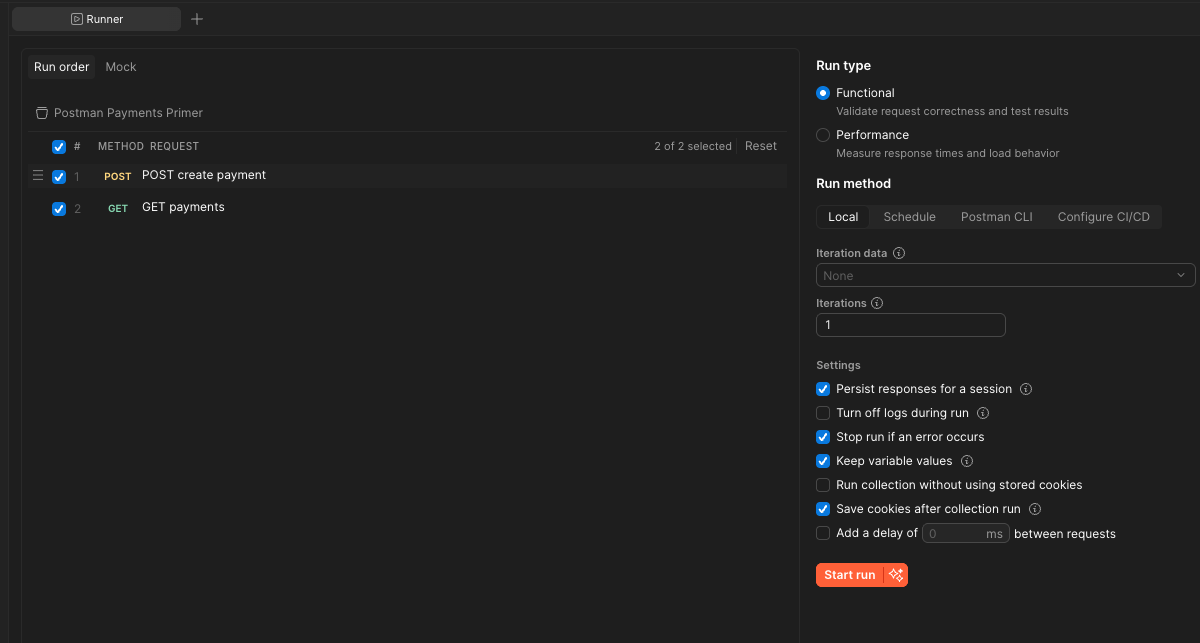 Runner
Run order Mock
Postman Payments Primer
# METHOD REQUEST 2 of 2 selected Reset
1 POST POST create payment
2 GET GET payments
Run type
Functional
Validate request correctness and test results
Performance
Measure response times and load behavior
Run method
Local Schedule Postman CLI Configure CI/CD
Iteration data
None
Iterations
1
Settings
Persist responses for a session
Turn off logs during run
Stop run if an error occurs
Keep variable values
Run collection without using stored cookies
Save cookies after collection run
Add a delay of 0 ms between requests
Start run